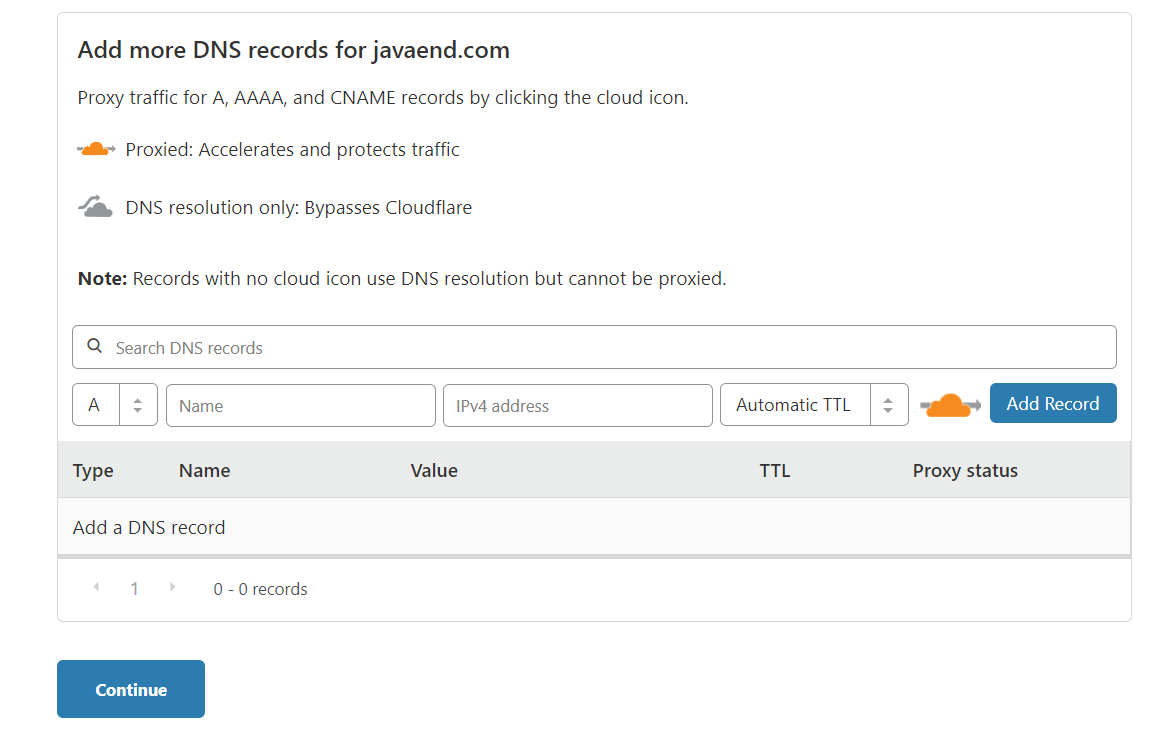 Add more DNS records for javaend.com
Proxy traffic for A, AAAA, and CNAME records by clicking the cloud icon.
Proxied: Accelerates and protects traffic
DNS resolution only: Bypasses Cloudflare
Note: Records with no cloud icon use DNS resolution but cannot be proxied.
Search DNS records
A Name IPv4 address Automatic TTL Add Record
Type Name Value TTL Proxy status
Add a DNS record
1 0 - 0 records
Continue